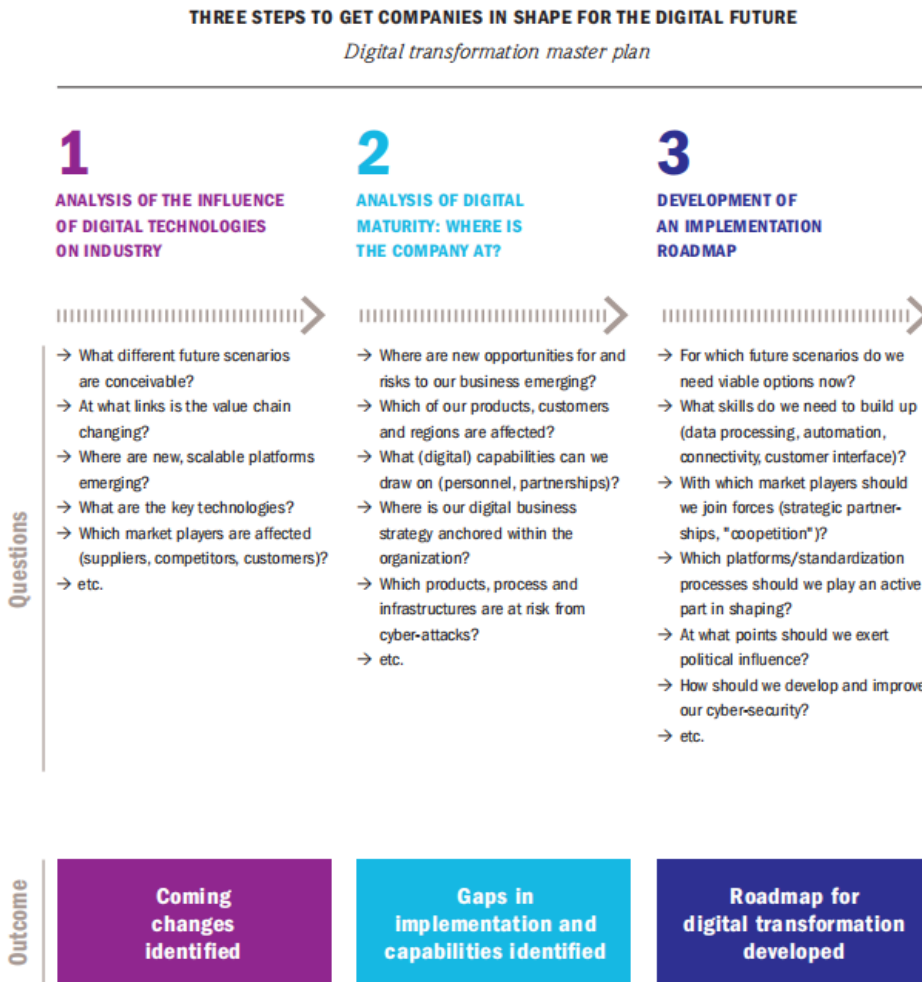 THREE STEPS TO GET COMPANIES IN SHAPE FOR THE DIGITAL FUTURE
Digital transformation master plan
1
ANALYSIS OF THE INFLUENCE
OF DIGITAL TECHNOLOGIES
ON INDUSTRY
2
ANALYSIS OF DIGITAL
MATURITY: WHERE IS
THE COMPANY AT?
3
DEVELOPMENT OF
AN IMPLEMENTATION
ROADMAP
Questions
→ What different future scenarios
are conceivable?
→ At what links is the value chain
changing?
→ Where are new, scalable platforms
emerging?
→ What are the key technologies?
→ Which market players are affected
(suppliers, competitors, customers)?
→ etc.
→ Where are new opportunities for and
risks to our business emerging?
→ Which of our products, customers
and regions are affected?
→ What (digital) capabilities can we
draw on (personnel, partnerships)?
→ Where is our digital business
strategy anchored within the
organization?
→ Which products, process and
infrastructures are at risk from
cyber-attacks?
→ etc.
→ For which future scenarios do we
need viable options now?
→ What skills do we need to build up
(data processing, automation,
connectivity, customer interface)?
→ With which market players should
we join forces (strategic partner-
ships, "coopetition")?
→ Which platforms/standardization
processes should we play an active
part in shaping?
→ At what points should we exert
political influence?
→ How should we develop and improve
our cyber-security?
→ etc.
Outcome
Coming
changes
identified
Gaps in
implementation and
capabilities identified
Roadmap for
digital transformation
developed